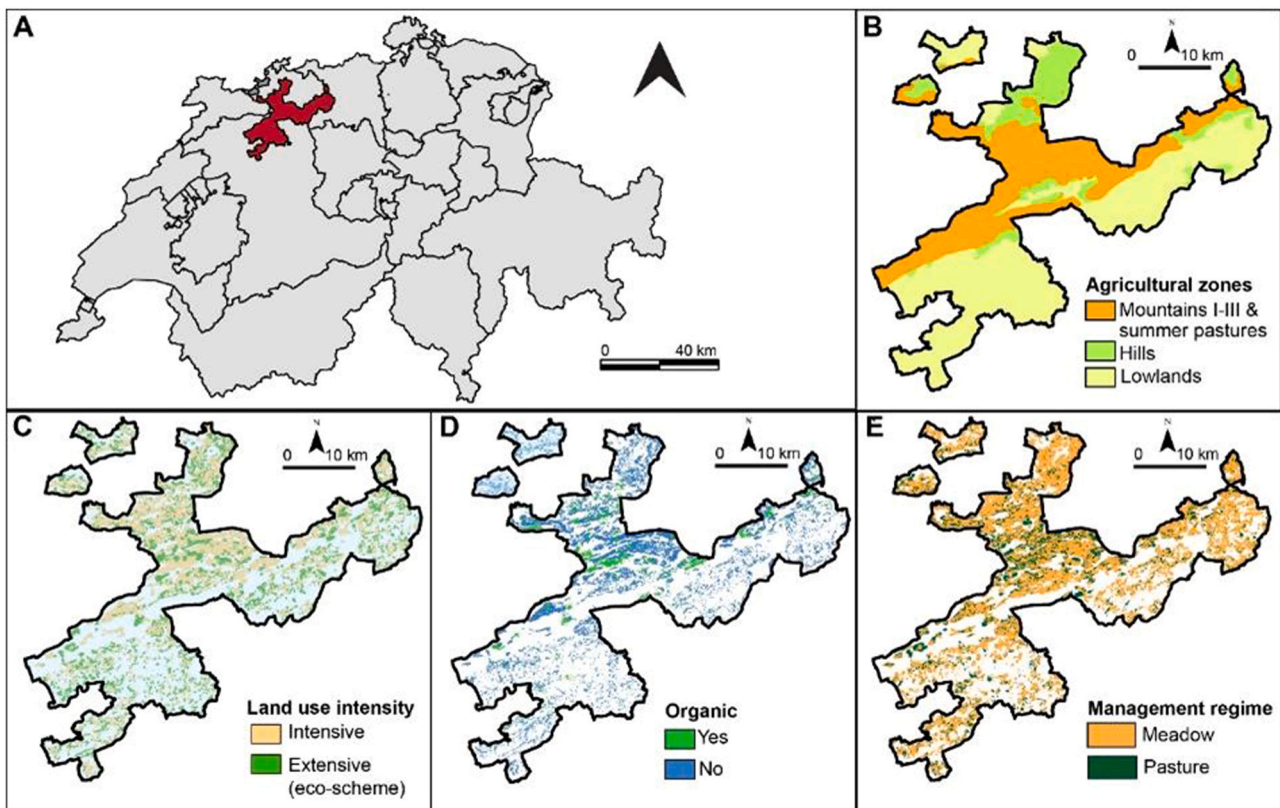 A
0 40 km
B
N
0 10 km
Agricultural zones
Mountains I-III &
summer pastures
Hills
Lowlands
C
N
0 10 km
Land use intensity
Intensive
Extensive
(eco-scheme)
D
N
0 10 km
Organic
Yes
No
E
N
0 10 km
Management regime
Meadow
Pasture